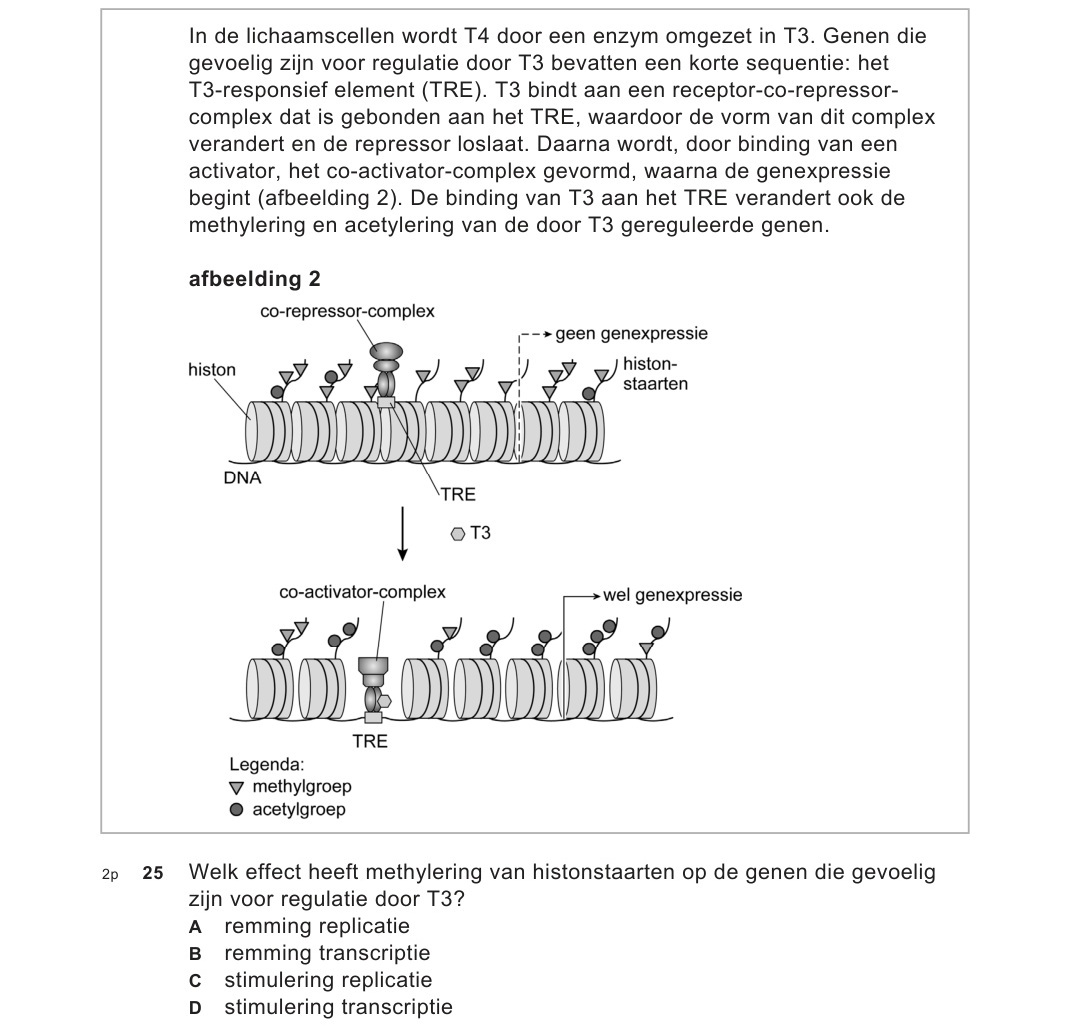 In de lichaamscellen wordt T4 door een enzym omgezet in T3. Genen die
gevoelig zijn voor regulatie door T3 bevatten een korte sequentie: het
T3-responsief element (TRE). T3 bindt aan een receptor-co-repressor-
complex dat is gebonden aan het TRE, waardoor de vorm van dit complex
verandert en de repressor loslaat. Daarna wordt, door binding van een
activator, het co-activator-complex gevormd, waarna de genexpressie
begint (afbeelding 2). De binding van T3 aan het TRE verandert ook de
methylering en acetylering van de door T3 gereguleerde genen.
afbeelding 2
co-repressor-complex
geen genexpressie
histon
histon-
staarten
DNA
TRE
T3
co-activator-complex
wel genexpressie
TRE
Legenda:
methylgroep
acetylgroep
2p 25 Welk effect heeft methylering van histonstaarten op de genen die gevoelig
zijn voor regulatie door T3?
A remming replicatie
B remming transcriptie
C stimulering replicatie
D stimulering transcriptie